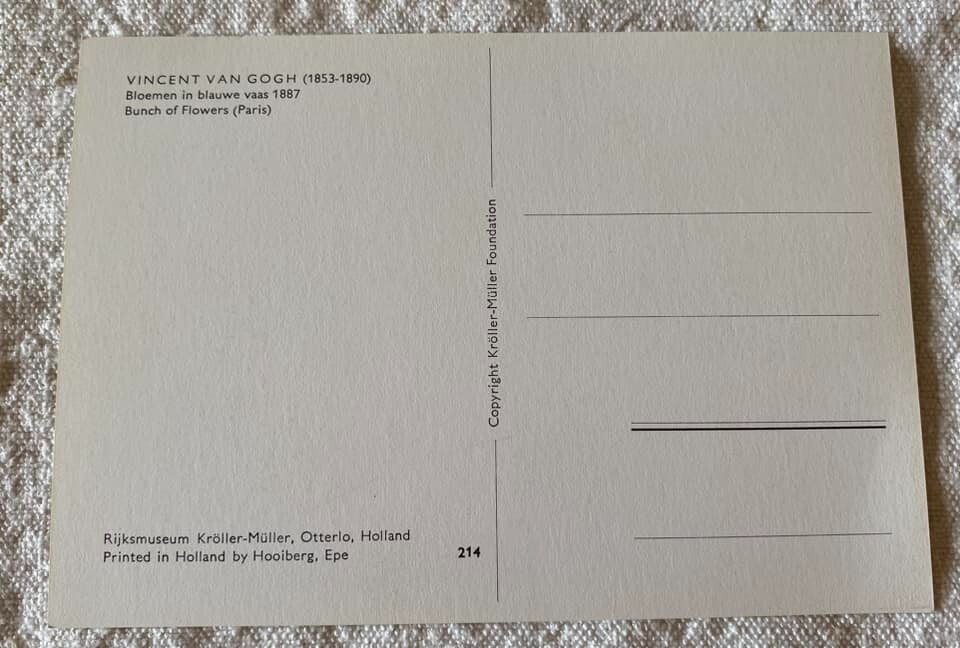 VINCENT VAN GOGH (1853-1890)
Bloemen in blauwe vaas 1887
Bunch of Flowers (Paris)
Copyright Kröller-Müller Foundation
Rijksmuseum Kröller-Müller, Otterlo, Holland
Printed in Holland by Hooiberg, Epe
214